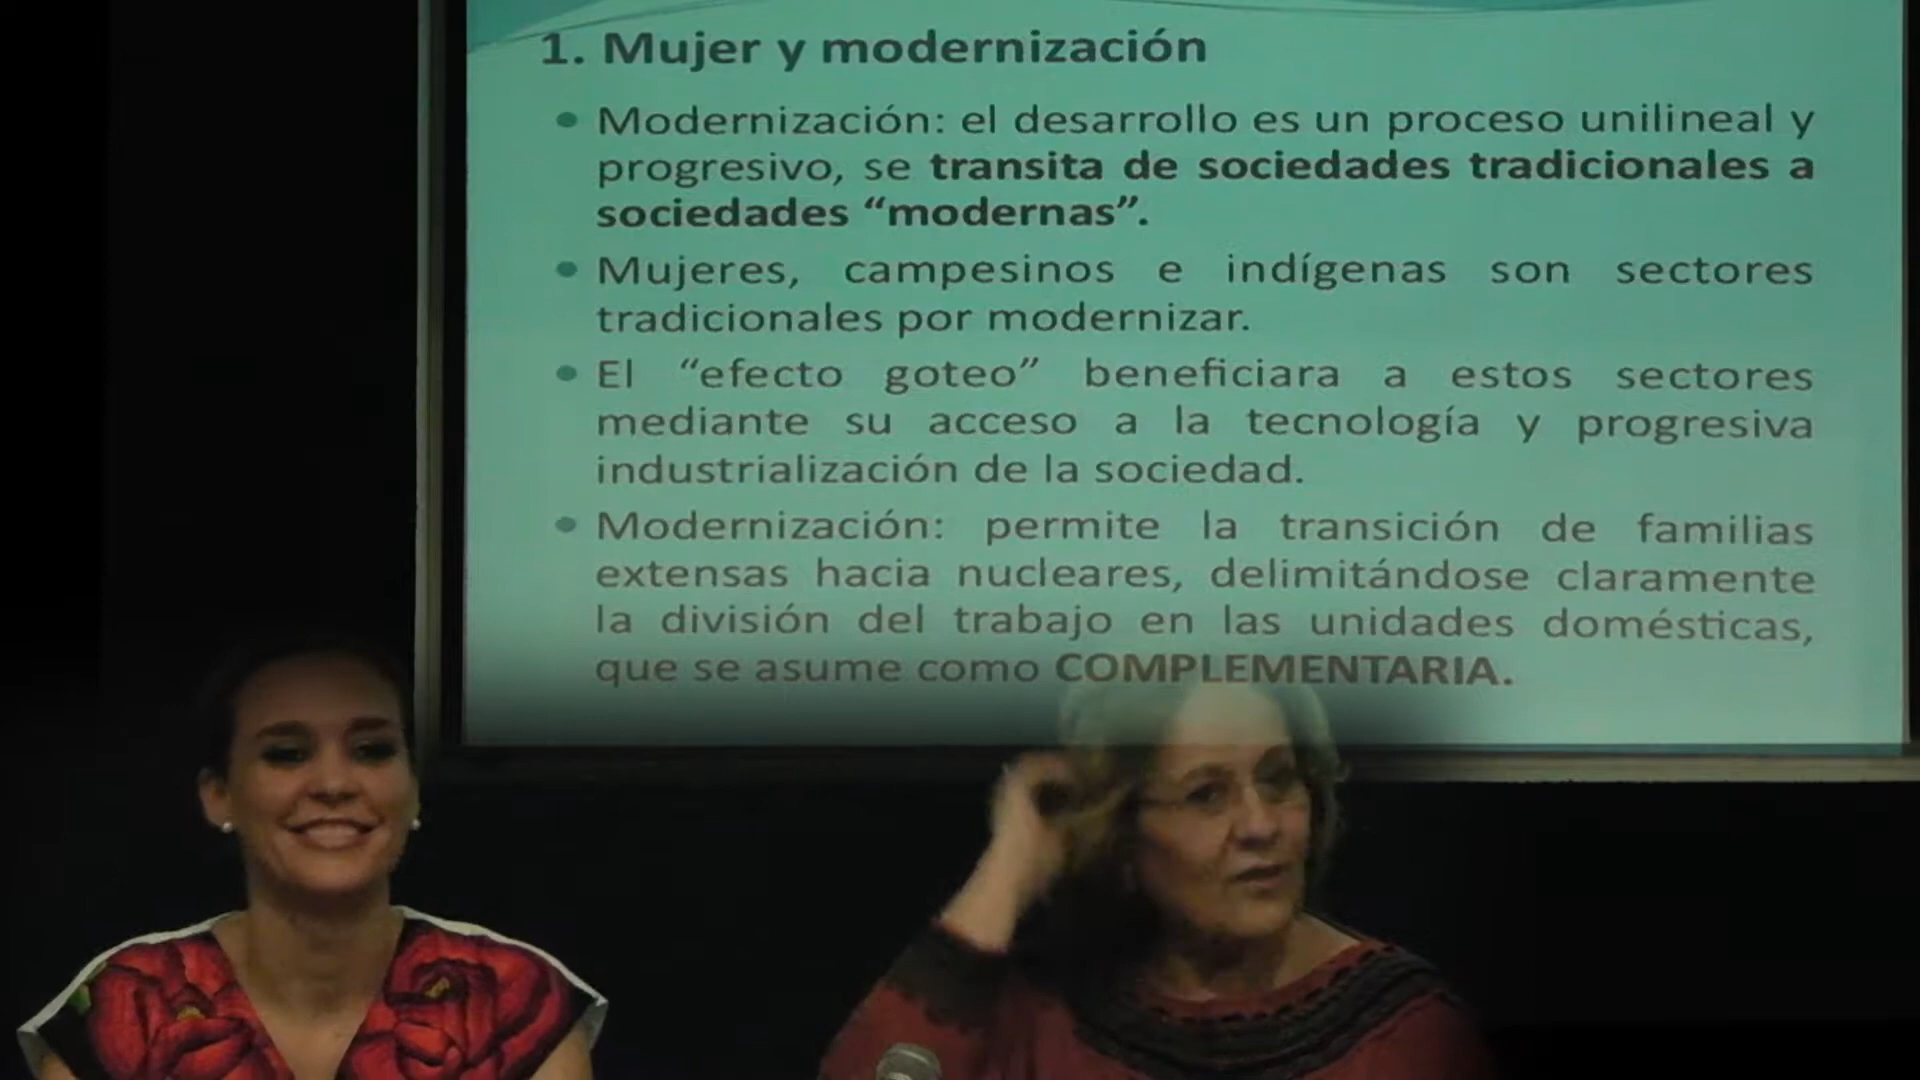 1. Mujer y modernización
• Modernización: el desarrollo es un proceso unilineal y
progresivo, se transita de sociedades tradicionales a
sociedades “modernas”.
• Mujeres, campesinos e indígenas son sectores
tradicionales por modernizar.
• El “efecto goteo” beneficiara a estos sectores
mediante su acceso a la tecnología y progresiva
industrialización de la sociedad.
• Modernización: permite la transición de familias
extensas hacia nucleares, delimitándose claramente
la división del trabajo en las unidades domésticas,
que se asume como COMPLEMENTARIA.